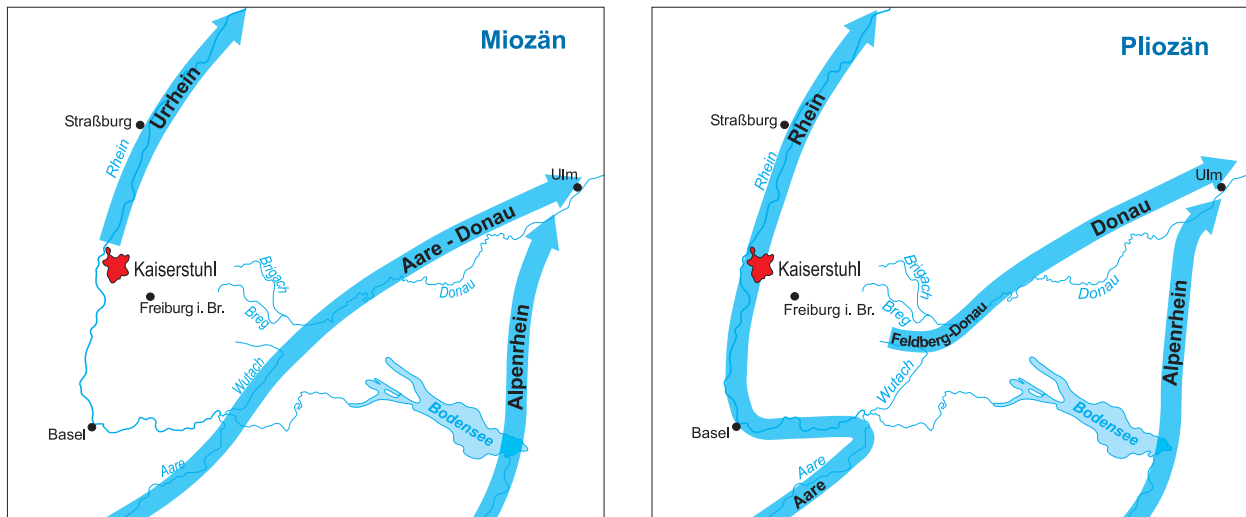 Miozän
Urrhein
Straßburg
Rhein
Ulm
Aare - Donau
Kaiserstuhl
Brigach
Donau
Freiburg i. Br.
Breg
Alpenrhein
Wutach
Bodensee
Basel
Aare
Pliozän
Rhein
Straßburg
Rhein
Ulm
Donau
Kaiserstuhl
Brigach
Donau
Freiburg i. Br.
Breg
Feldberg-Donau
Alpenrhein
Wutach
Bodensee
Basel
Aare
Aare